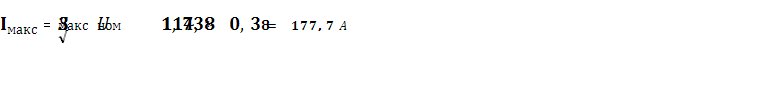 Iмакс = Sмакс √ Uном 0,38 = 177,7 А